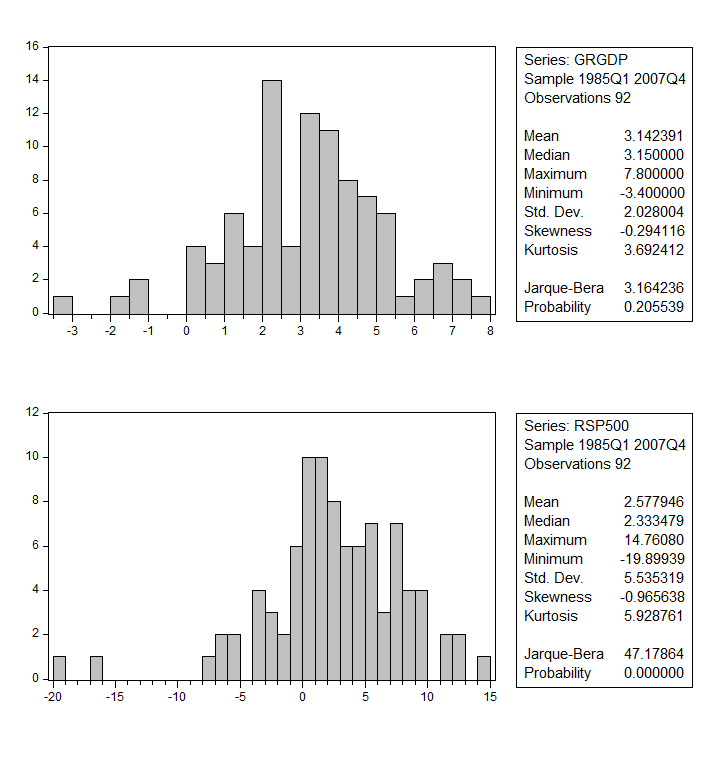 16
14
12
10
8
6
4
2
0
-3 -2 -1 0 1 2 3 4 5 6 7 8
Series: GRGDP
Sample 1985Q1 2007Q4
Observations 92
Mean 3.142391
Median 3.150000
Maximum 7.800000
Minimum -3.400000
Std. Dev. 2.028004
Skewness -0.294116
Kurtosis 3.692412
Jarque-Bera 3.164236
Probability 0.205539
12
10
8
6
4
2
0
-20 -15 -10 -5 0 5 10 15
Series: RSP500
Sample 1985Q1 2007Q4
Observations 92
Mean 2.577946
Median 2.333479
Maximum 14.76080
Minimum -19.89939
Std. Dev. 5.535319
Skewness -0.965638
Kurtosis 5.928761
Jarque-Bera 47.17864
Probability 0.000000